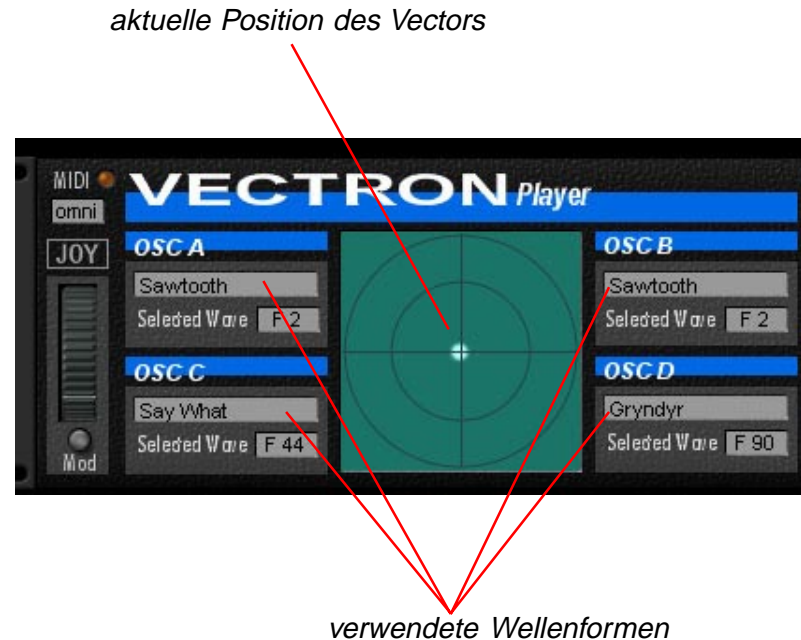 aktuelle Position des Vectors
MIDI
omni
VECTRON Player
JOY
OSC A
Sawtooth
Selected Wave F 2
OSC B
Sawtooth
Selected Wave F 2
OSC C
Say What
Selected Wave F 44
OSC D
Gryndyr
Selected Wave F 90
Mod
verwendete Wellenformen